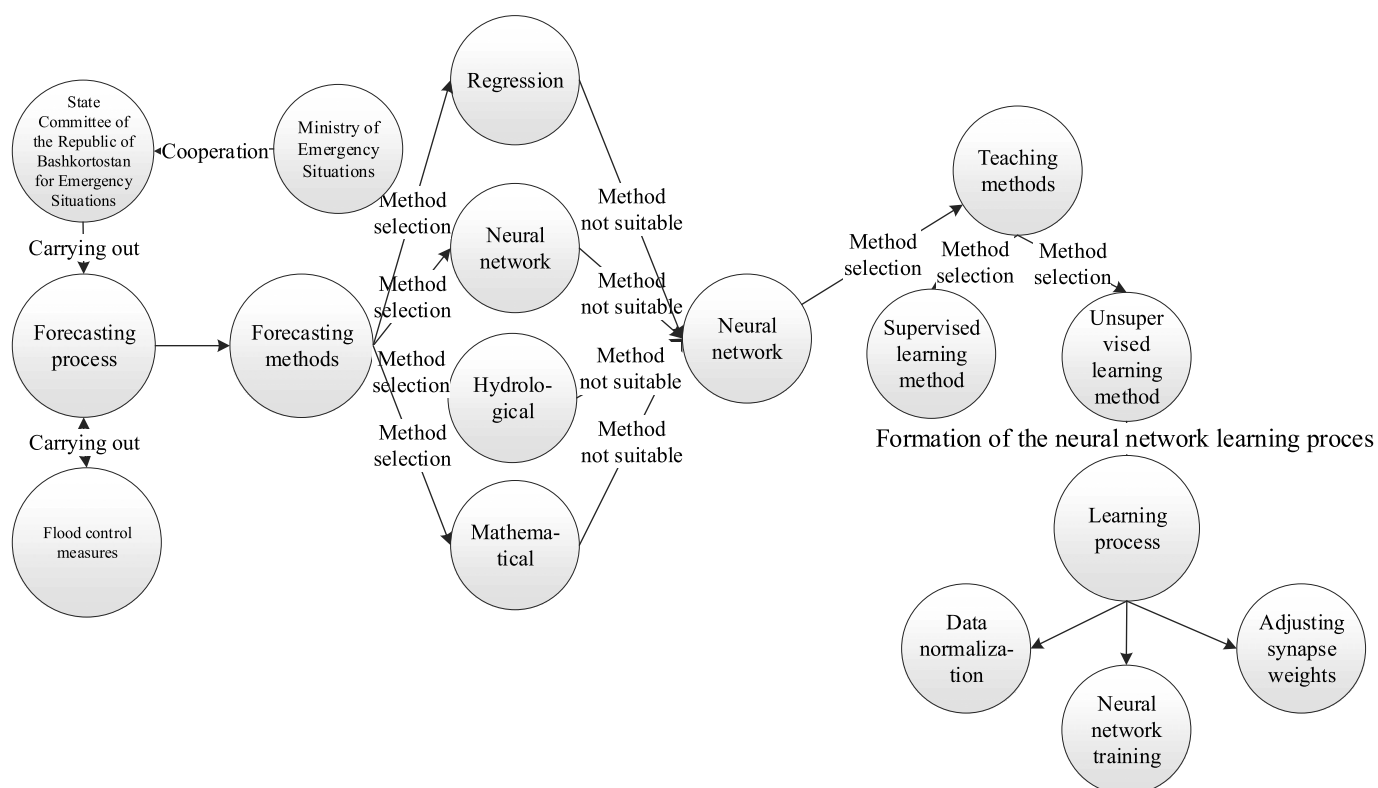 State
Committee of
the Republic of
Bashkortostan
for Emergency
Situations
Cooperation
Ministry of
Emergency
Situations
Carrying out
Forecasting
process
Carrying out
Flood control
measures
Forecasting
methods
Method
selection
Method
selection
Method
selection
Method
selection
Regression
Neural
network
Hydrolo-
gical
Mathema-
tical
Method
not suitable
Method
not suitable
Method
not suitable
Method
not suitable
Neural
network
Method
selection
Teaching
methods
Method
selection
Method
selection
Supervised
learning
method
Unsuper
vised
learning
method
Formation of the neural network learning proces
Learning
process
Data
normaliza-
tion
Neural
network
training
Adjusting
synapse
weights